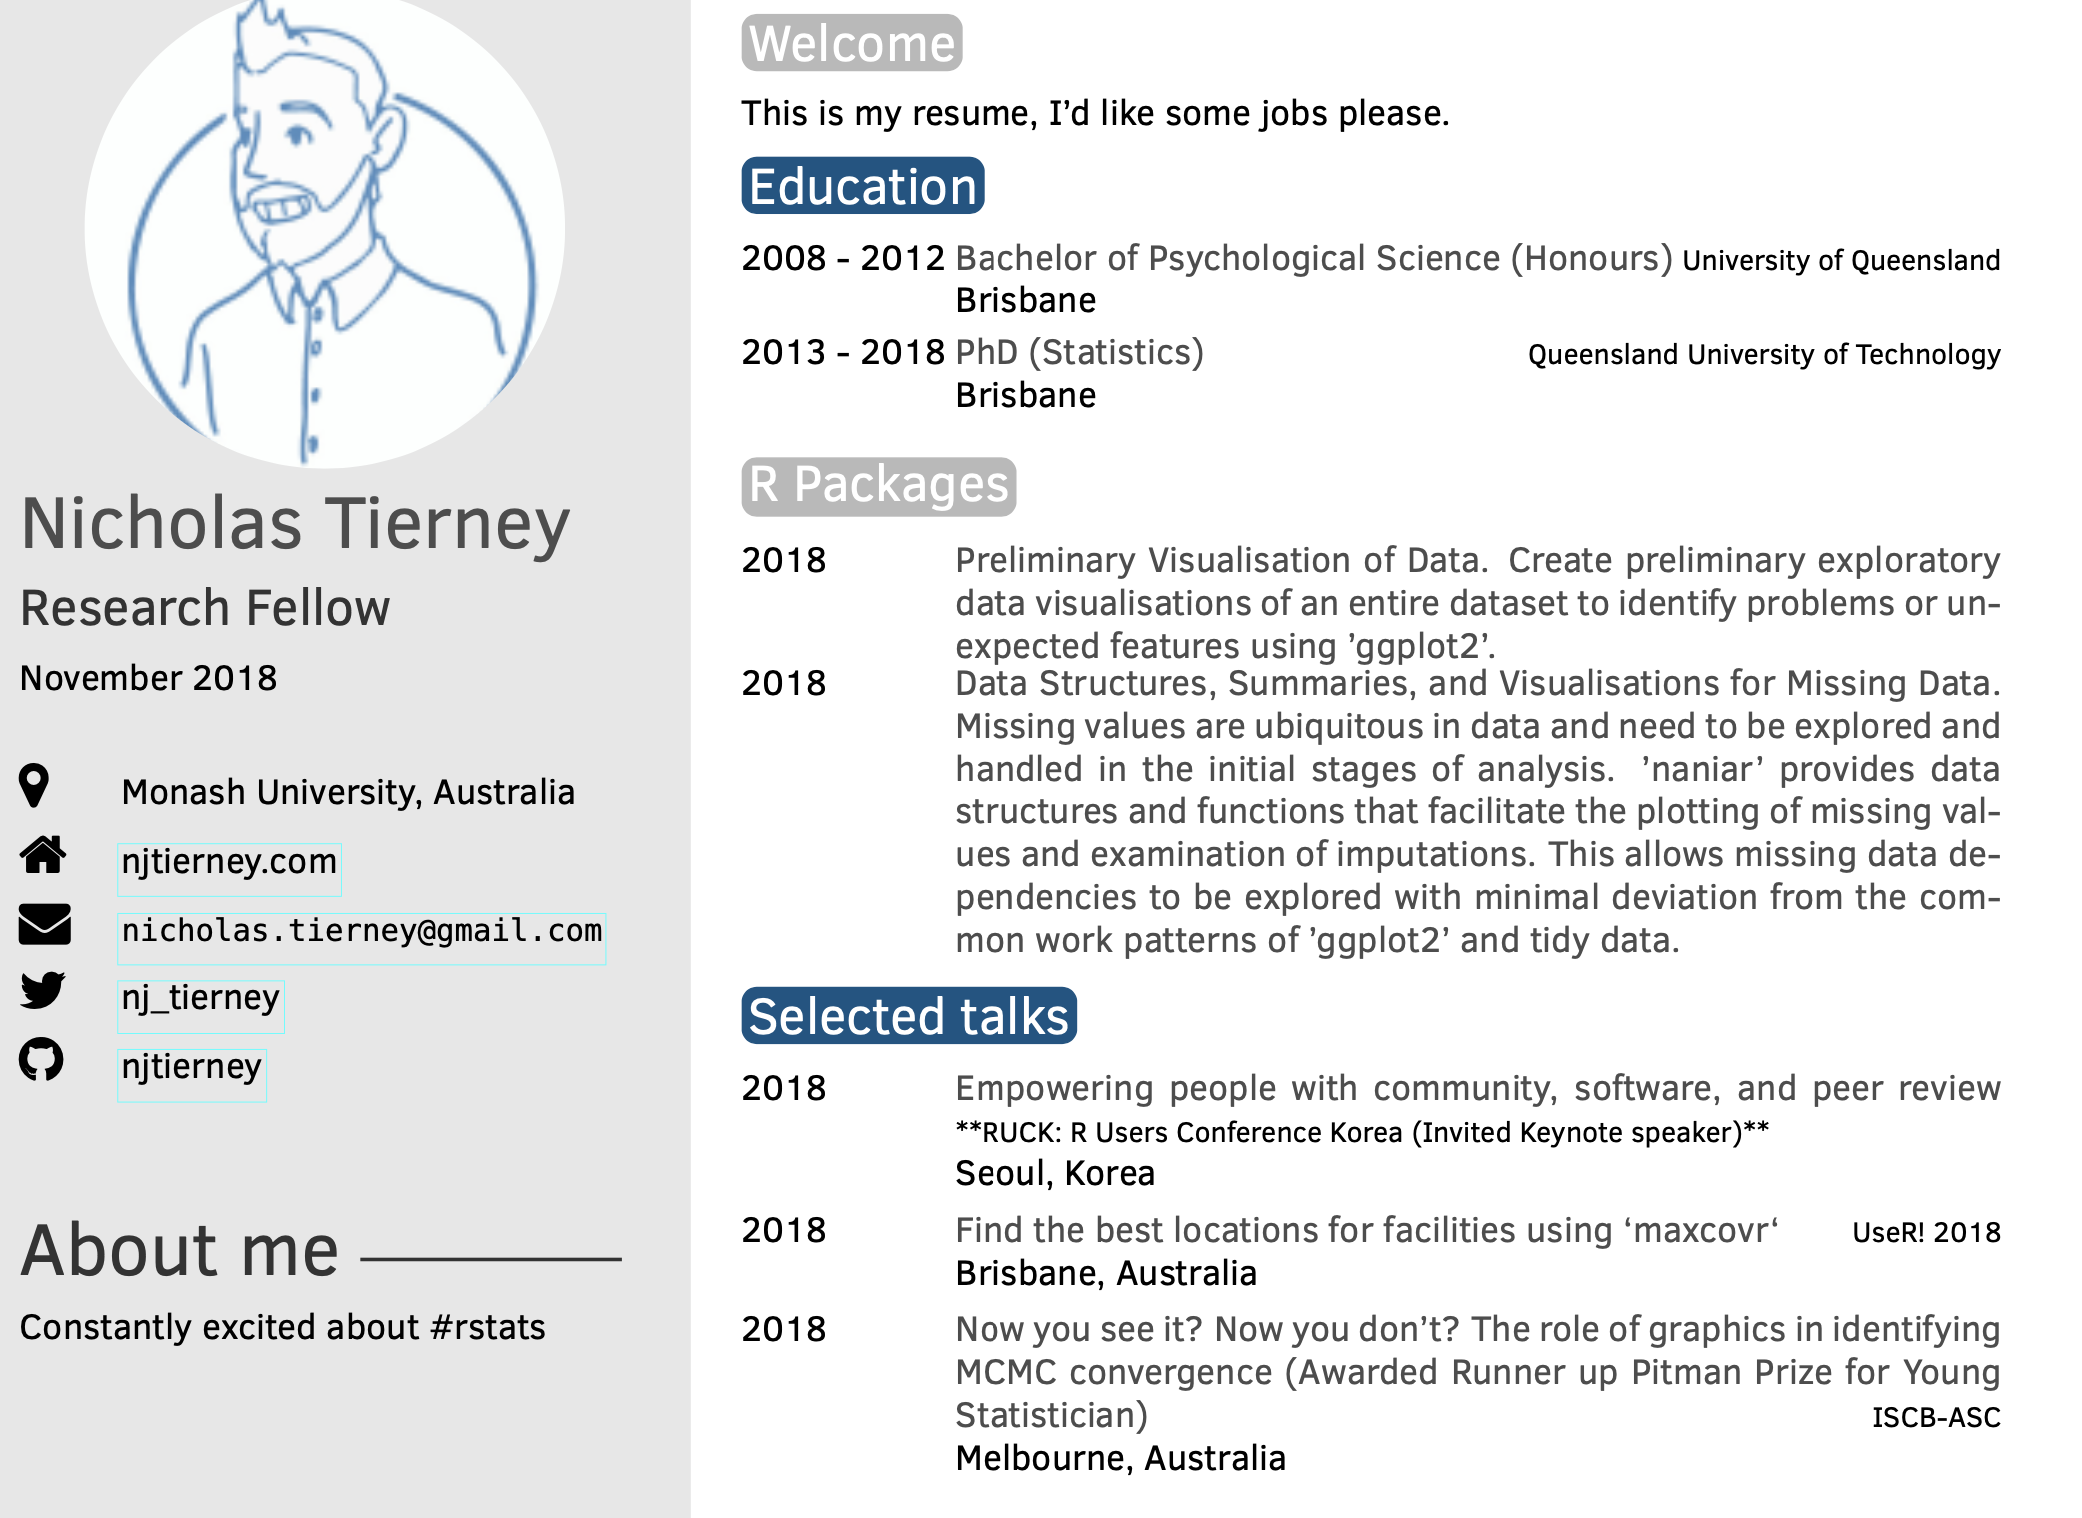 Nicholas Tierney
Research Fellow
November 2018
Monash University, Australia
njtierney.com
nicholas.tierney@gmail.com
nj_tierney
njtierney
About me
Constantly excited about #rstats
Welcome
This is my resume, I’d like some jobs please.
Education
2008 - 2012 Bachelor of Psychological Science (Honours) University of Queensland
Brisbane
2013 - 2018 PhD (Statistics) Queensland University of Technology
Brisbane
R Packages
2018 Preliminary Visualisation of Data. Create preliminary exploratory
data visualisations of an entire dataset to identify problems or un-
expected features using ’ggplot2’.
2018 Data Structures, Summaries, and Visualisations for Missing Data.
Missing values are ubiquitous in data and need to be explored and
handled in the initial stages of analysis. ’naniar’ provides data
structures and functions that facilitate the plotting of missing val-
ues and examination of imputations. This allows missing data de-
pendencies to be explored with minimal deviation from the com-
mon work patterns of ’ggplot2’ and tidy data.
Selected talks
2018 Empowering people with community, software, and peer review
**RUCK: R Users Conference Korea (Invited Keynote speaker)**
Seoul, Korea
2018 Find the best locations for facilities using ‘maxcovr‘ UseR! 2018
Brisbane, Australia
2018 Now you see it? Now you don’t? The role of graphics in identifying
MCMC convergence (Awarded Runner up Pitman Prize for Young
Statistician) ISCB-ASC
Melbourne, Australia